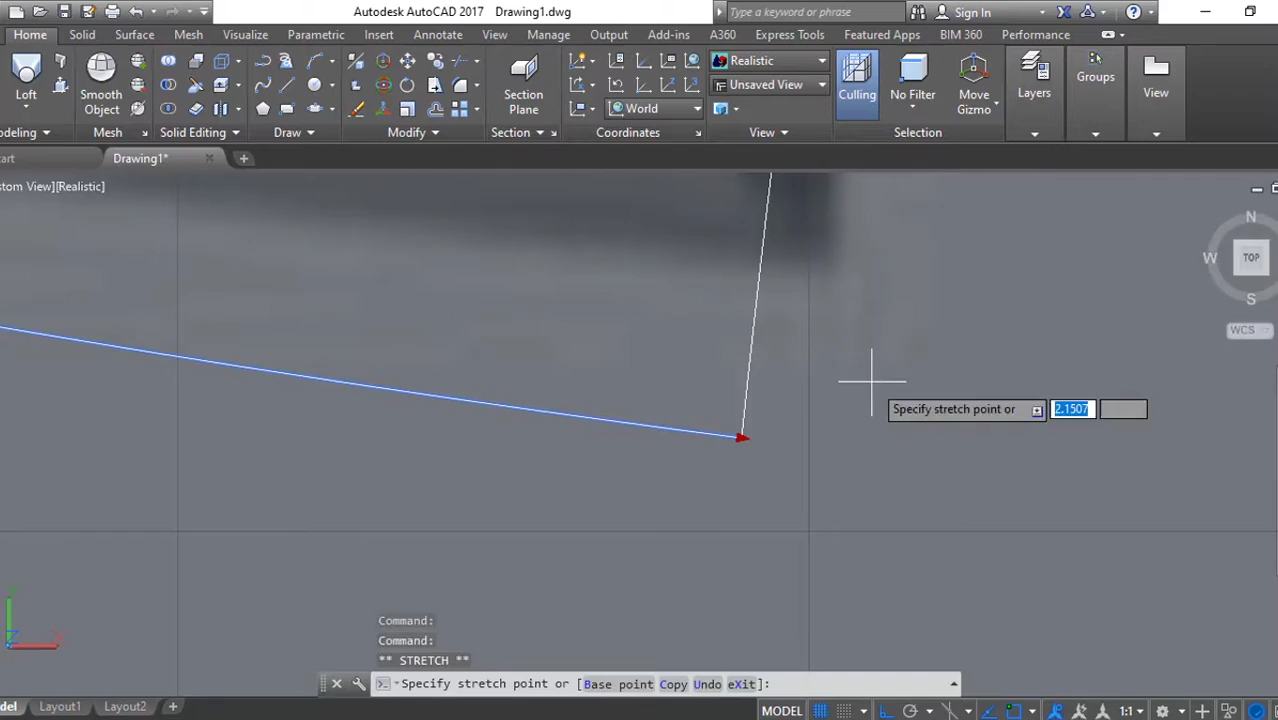 Autodesk AutoCAD 2017 Drawing1.dwg
Type a keyword or phrase
Sign In
Home Solid Surface Mesh Visualize Parametric Insert Annotate View Manage Output Add-ins A360 Express Tools Featured Apps BIM 360 Performance
Loft
Smooth Object
Section Plane
World
Realistic
Unsaved View
Culling
No Filter
Move Gizmo
Layers
Groups
View
deling Mesh Solid Editing Draw Modify Section Coordinates View Selection
tart Drawing1*
tom View][Realistic]
N
W TOP
S
WCS
Specify stretch point or 2.1507
Y
Z X
Command:
Command:
** STRETCH **
Specify stretch point or [Base point Copy Undo eXit]:
del Layout1 Layout2
MODEL 1:1